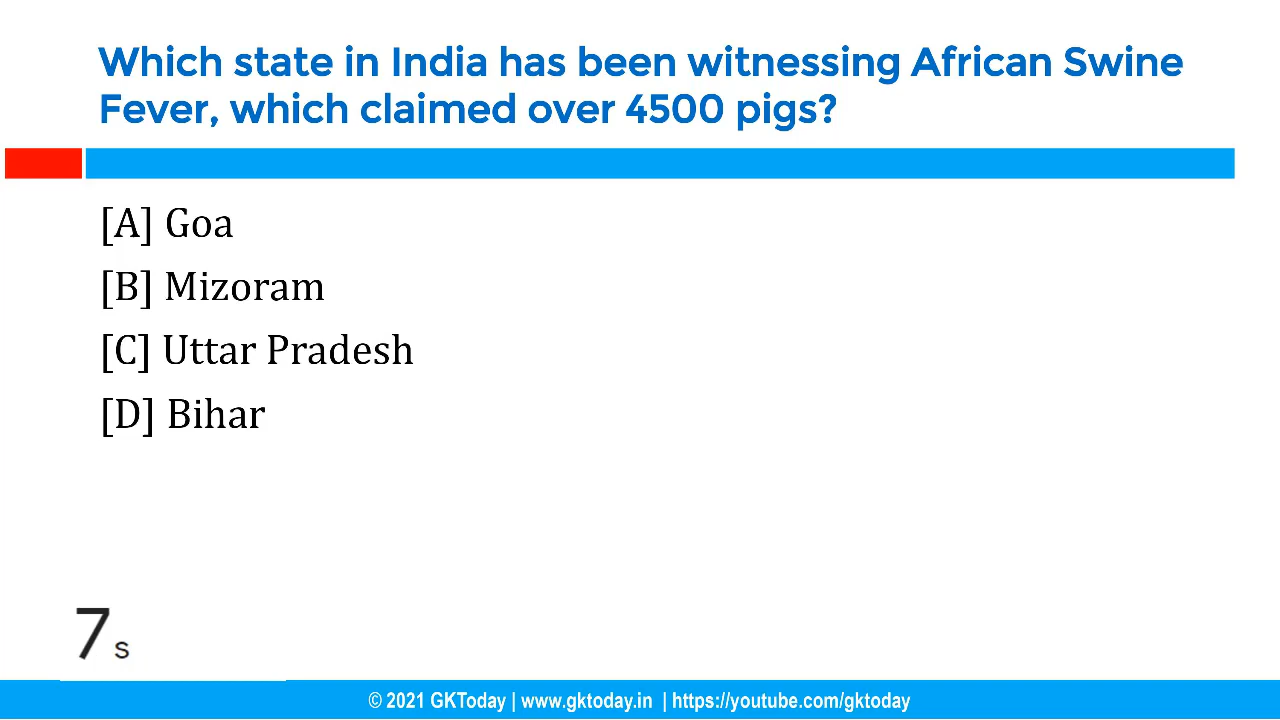 Which state in India has been witnessing African Swine
Fever, which claimed over 4500 pigs?
[A] Goa
[B] Mizoram
[C] Uttar Pradesh
[D] Bihar
7 s
© 2021 GKToday | www.gktoday.in | https://youtube.com/gktoday